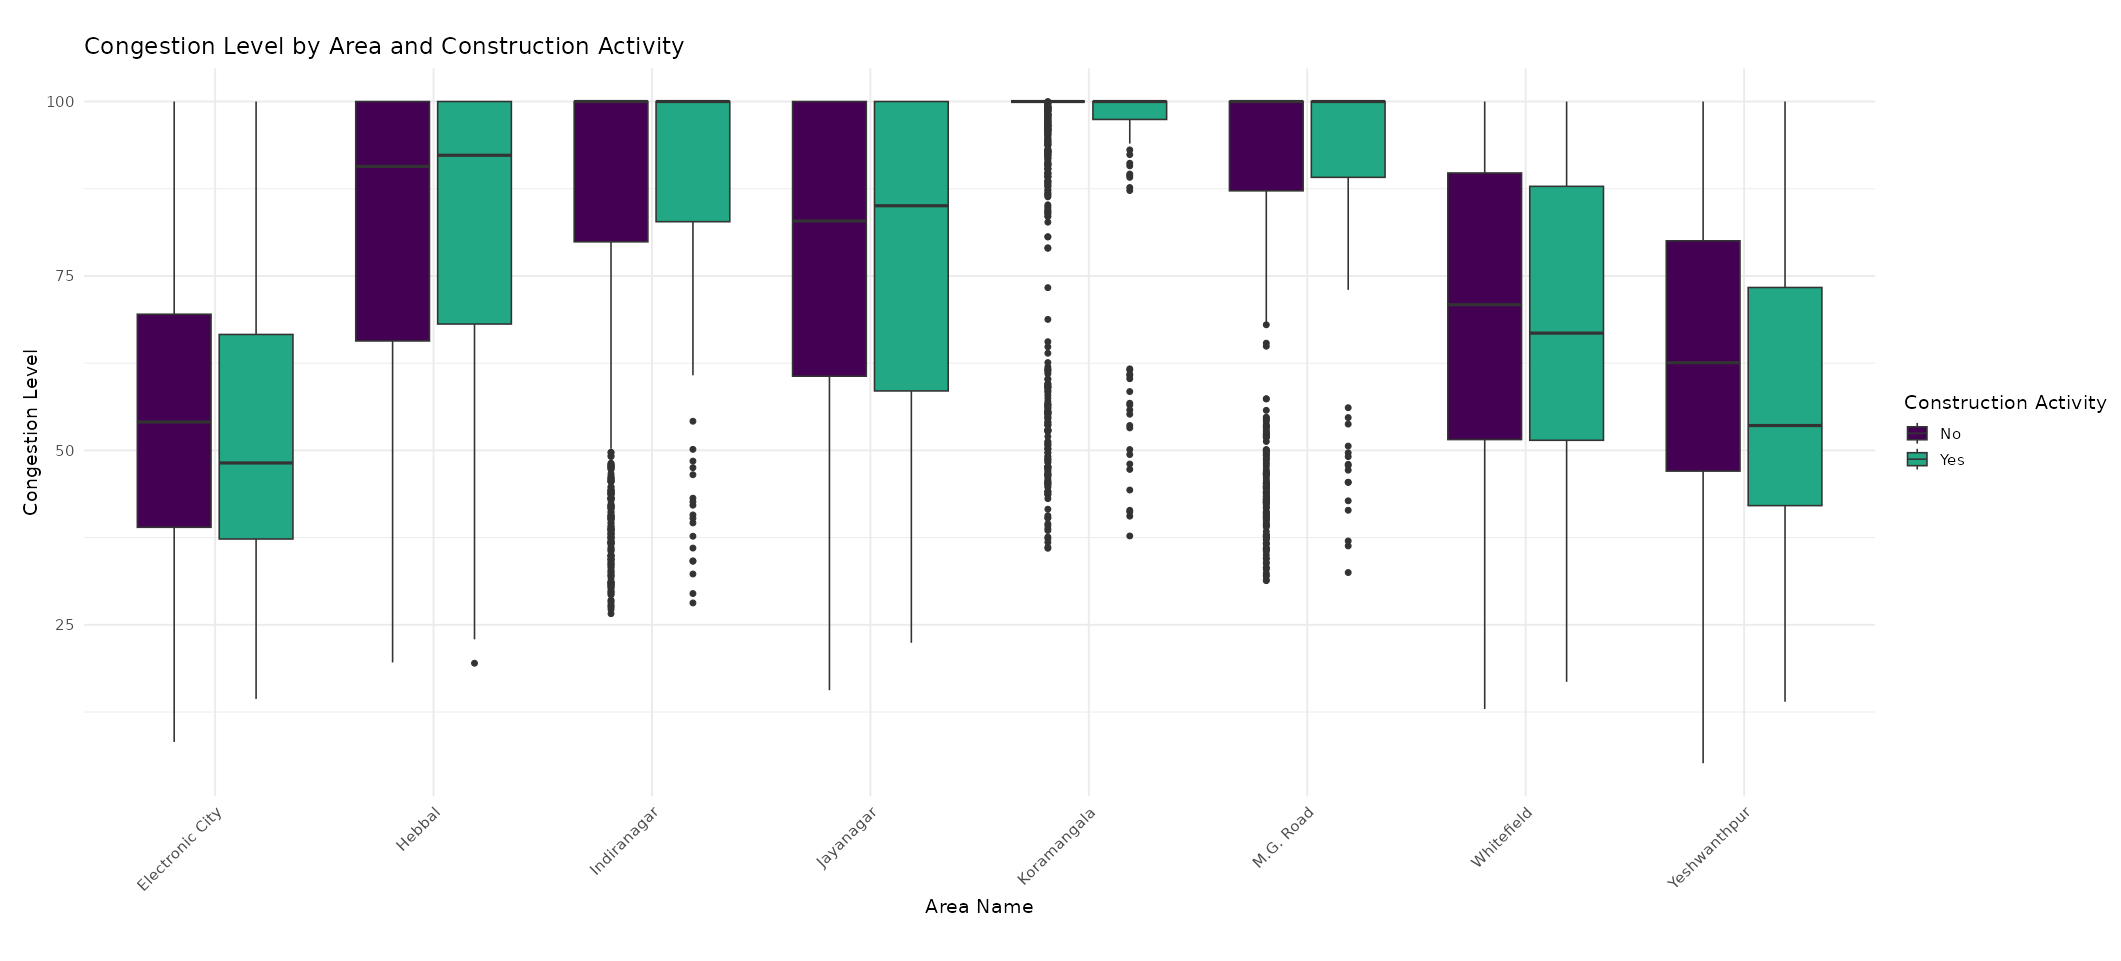 Congestion Level by Area and Construction Activity
Congestion Level
100
75
50
25
Electronic City
Hebbal
Indiranagar
Jayanagar
Koramangala
M.G. Road
Whitefield
Yeshwanthpur
Area Name
Construction Activity
No
Yes